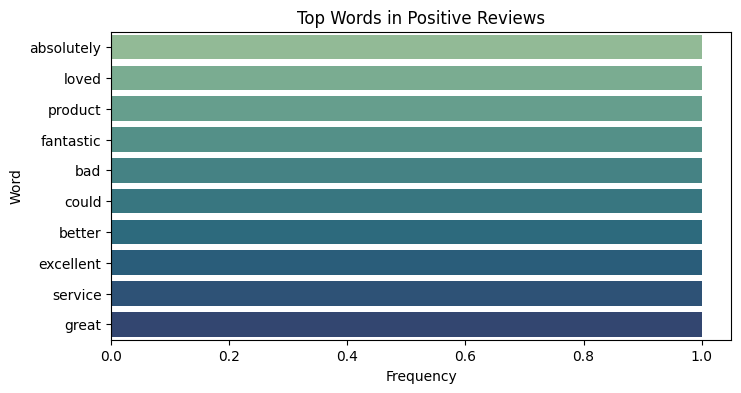 Top Words in Positive Reviews
absolutely
loved
product
fantastic
bad
could
better
excellent
service
great
Word
0.0 0.2 0.4 0.6 0.8 1.0
Frequency